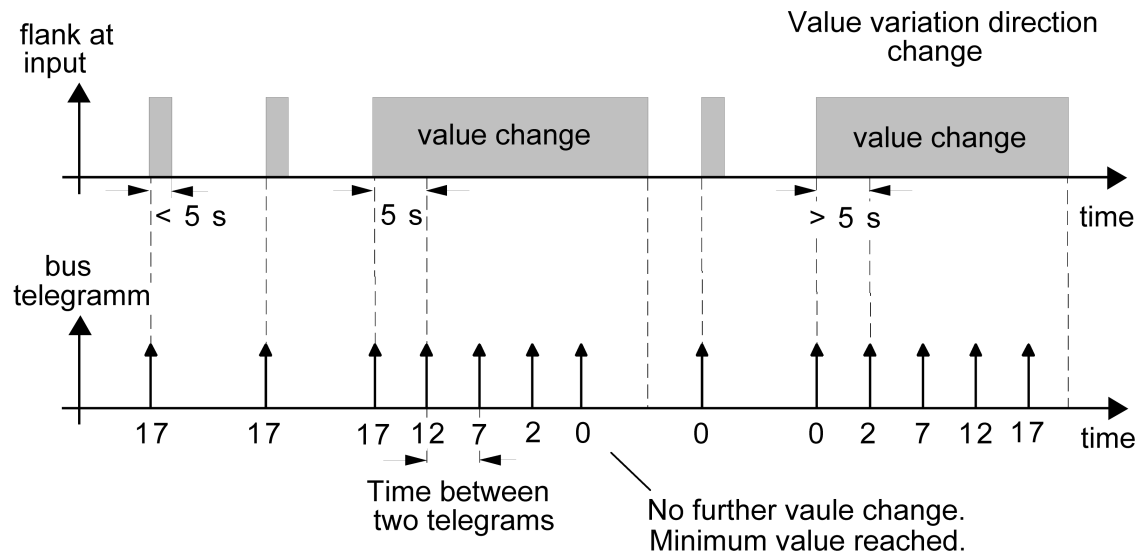 Value variation direction
change
flank at
input
value change
value change
< 5 s
5 s
> 5 s
time
bus
telegramm
17 17 17 12 7 2 0 0 0 2 7 12 17
time
Time between
two telegrams
No further vaule change.
Minimum value reached.